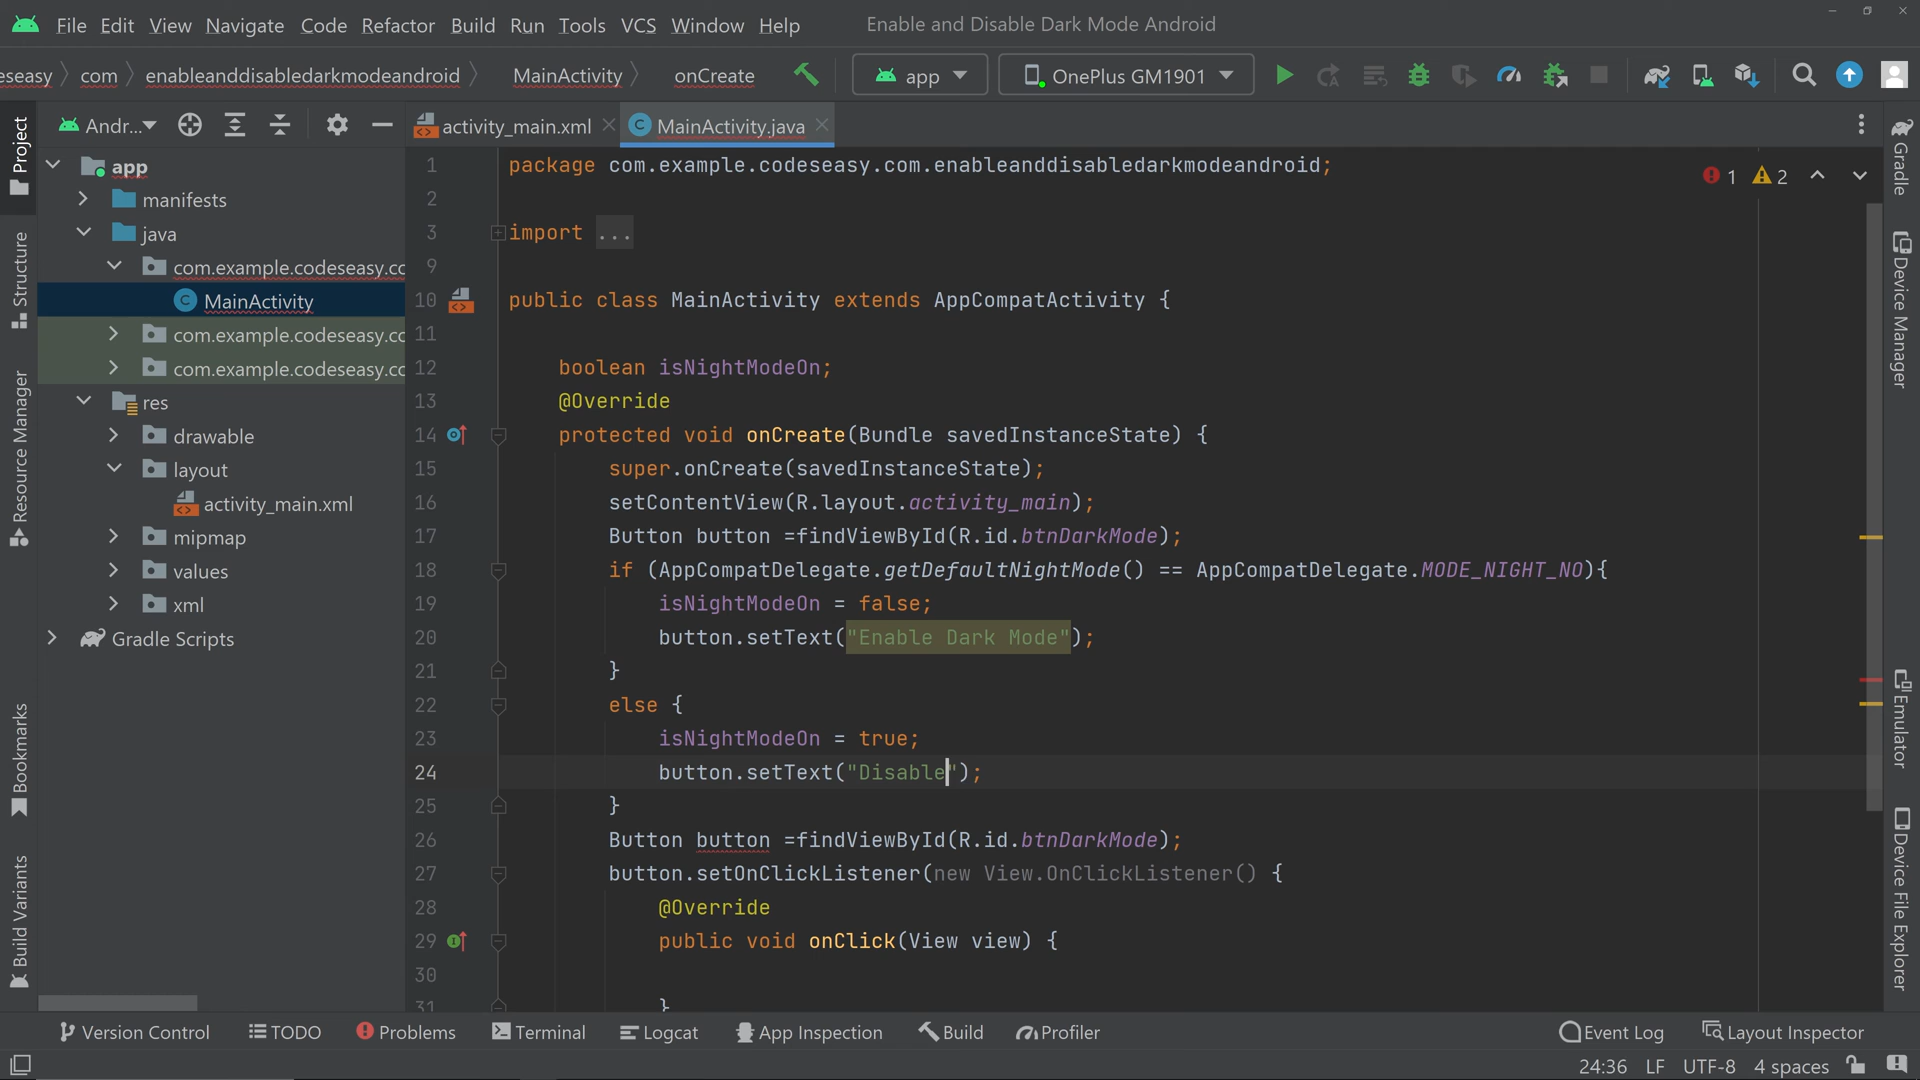 File Edit View Navigate Code Refactor Build Run Tools VCS Window Help Enable and Disable Dark Mode Android
eseasy com enableanddisabledarkmodeandroid MainActivity onCreate app OnePlus GM1901
Andr... activity_main.xml MainActivity.java
Project
Structure
Resource Manager
Bookmarks
Build Variants
app
manifests
java
com.example.codeseasy.co
MainActivity
com.example.codeseasy.co
com.example.codeseasy.co
res
drawable
layout
activity_main.xml
mipmap
values
xml
Gradle Scripts
1 package com.example.codeseasy.com.enableanddisabledarkmodeandroid;
1 2
2
3 import ...
9
10 public class MainActivity extends AppCompatActivity {
11
12 boolean isNightModeOn;
13 @Override
14 protected void onCreate(Bundle savedInstanceState) {
15 super.onCreate(savedInstanceState);
16 setContentView(R.layout.activity_main);
17 Button button =findViewById(R.id.btnDarkMode);
18 if (AppCompatDelegate.getDefaultNightMode() == AppCompatDelegate.MODE_NIGHT_NO){
19 isNightModeOn = false;
20 button.setText("Enable Dark Mode");
21 }
22 else {
23 isNightModeOn = true;
24 button.setText("Disable");
25 }
26 Button button =findViewById(R.id.btnDarkMode);
27 button.setOnClickListener(new View.OnClickListener() {
28 @Override
29 public void onClick(View view) {
30
31 }
Gradle
Device Manager
Emulator
Device File Explorer
Version Control TODO Problems Terminal Logcat App Inspection Build Profiler Event Log Layout Inspector
24:36 LF UTF-8 4 spaces